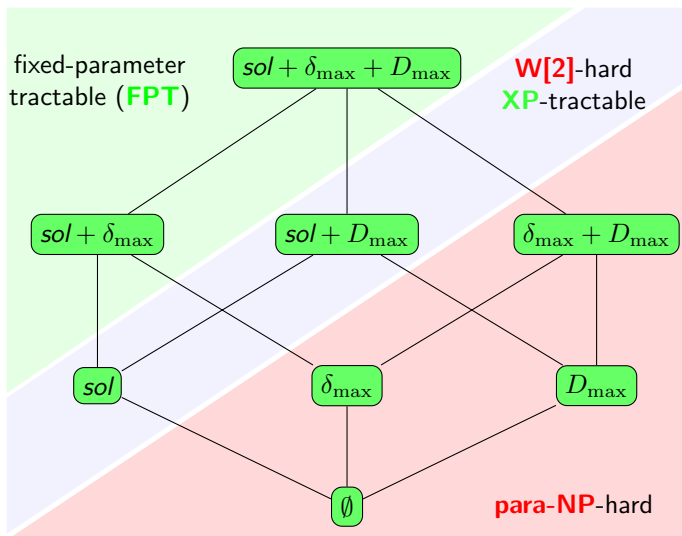 fixed-parameter
tractable (FPT)
sol + δmax + Dmax
W[2]-hard
XP-tractable
sol + δmax
sol + Dmax
δmax + Dmax
sol
δmax
Dmax
∅
para-NP-hard